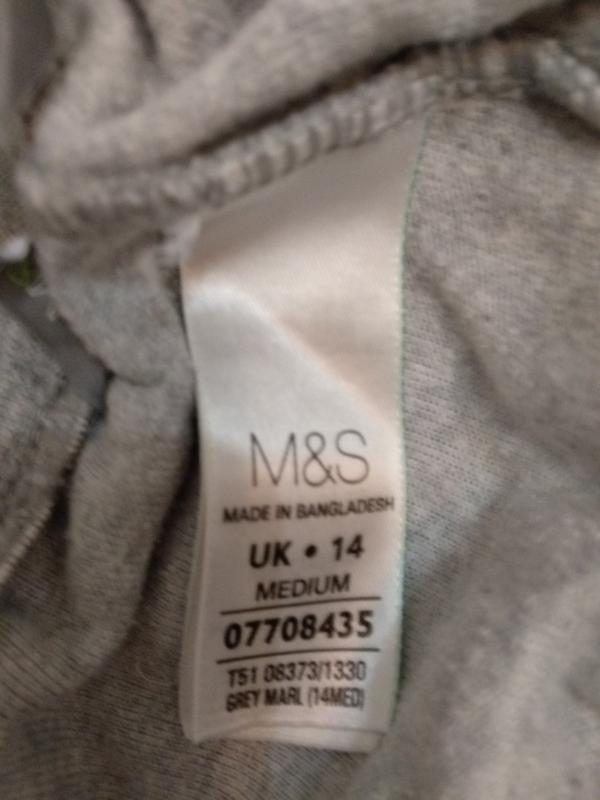 M&S
MADE IN BANGLADESH
UK • 14
MEDIUM
07708435
T51 08373/1330
GREY MARL (14MED)